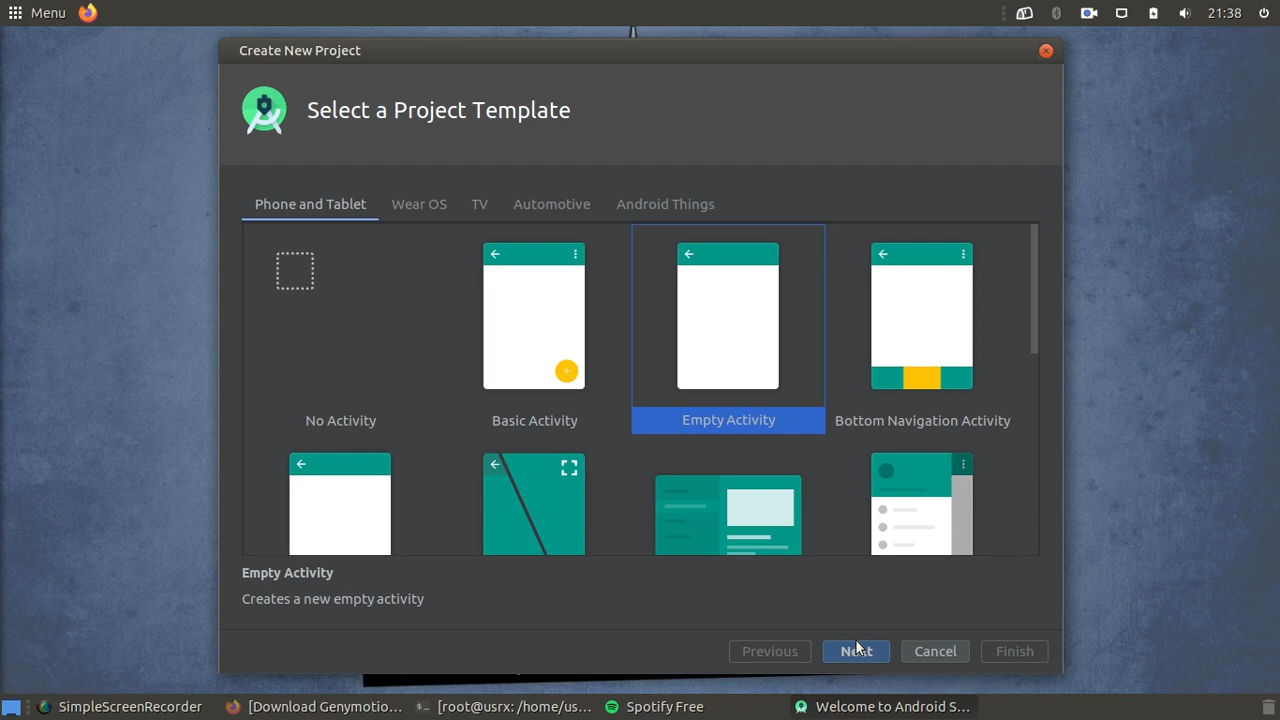 Menu
21:38
Create New Project
Select a Project Template
Phone and Tablet
Wear OS
TV
Automotive
Android Things
No Activity
Basic Activity
Empty Activity
Bottom Navigation Activity
Empty Activity
Creates a new empty activity
Previous
Next
Cancel
Finish
SimpleScreenRecorder
[Download Genymotio...
[root@usrx: /home/us...
Spotify Free
Welcome to Android S...